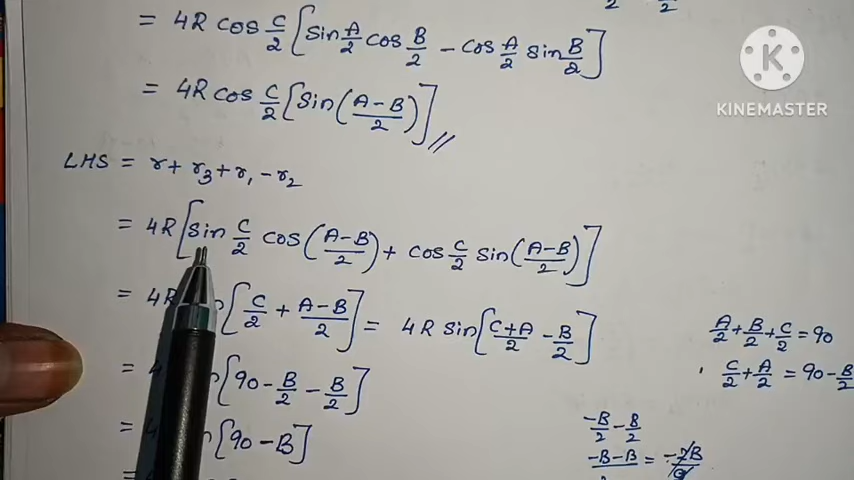 = 4R cos C/2 [sin A/2 cos B/2 - cos A/2 sin B/2]
= 4R cos C/2 [sin(A-B/2)]//
K
KINEMASTER
LHS = r + r₃ + r₁ - r₂
= 4R[sin C/2 cos(A-B/2) + cos C/2 sin(A-B/2)]
= 4R [C/2 + A-B/2] = 4R sin[C+A/2 - B/2]
A/2 + B/2 + C/2 = 90
C/2 + A/2 = 90 - B/2
= [90 - B/2 - B/2]
-B/2 - B/2
= [90 - B]
-B-B = -2B
=